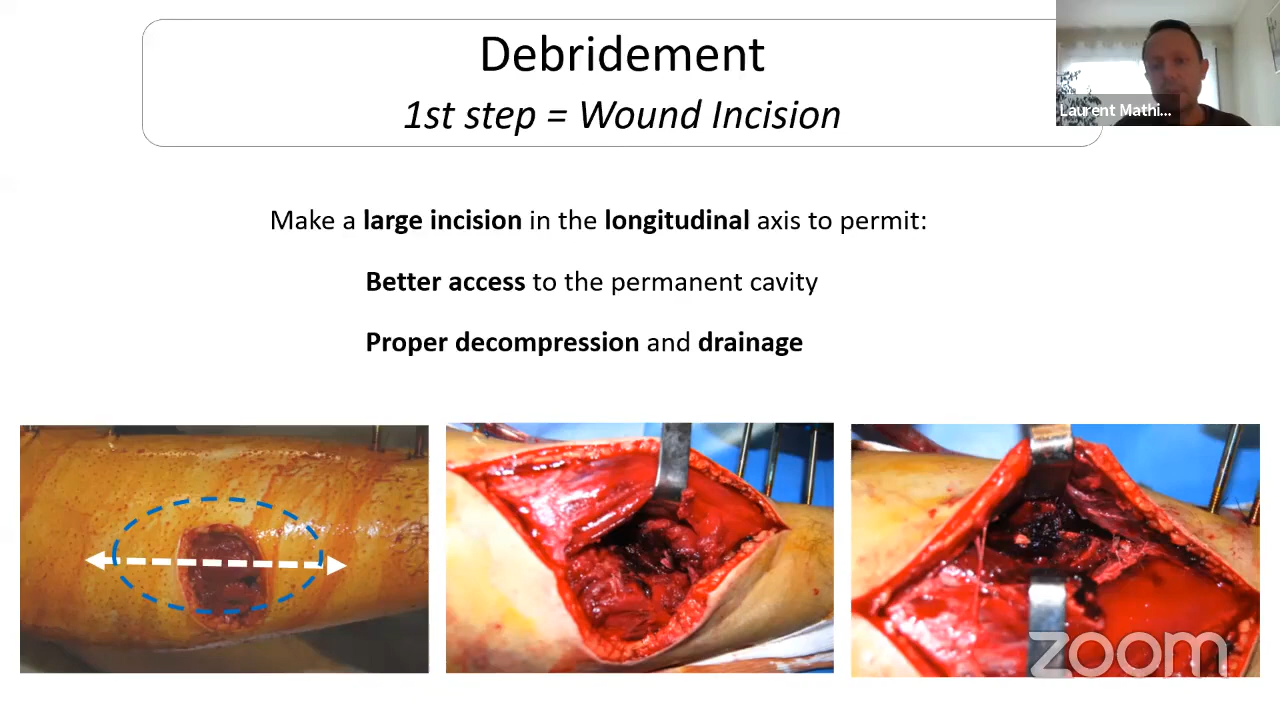 Debridement
1st step = Wound Incision
Laurent Mathi...
Make a large incision in the longitudinal axis to permit:
Better access to the permanent cavity
Proper decompression and drainage
zoom